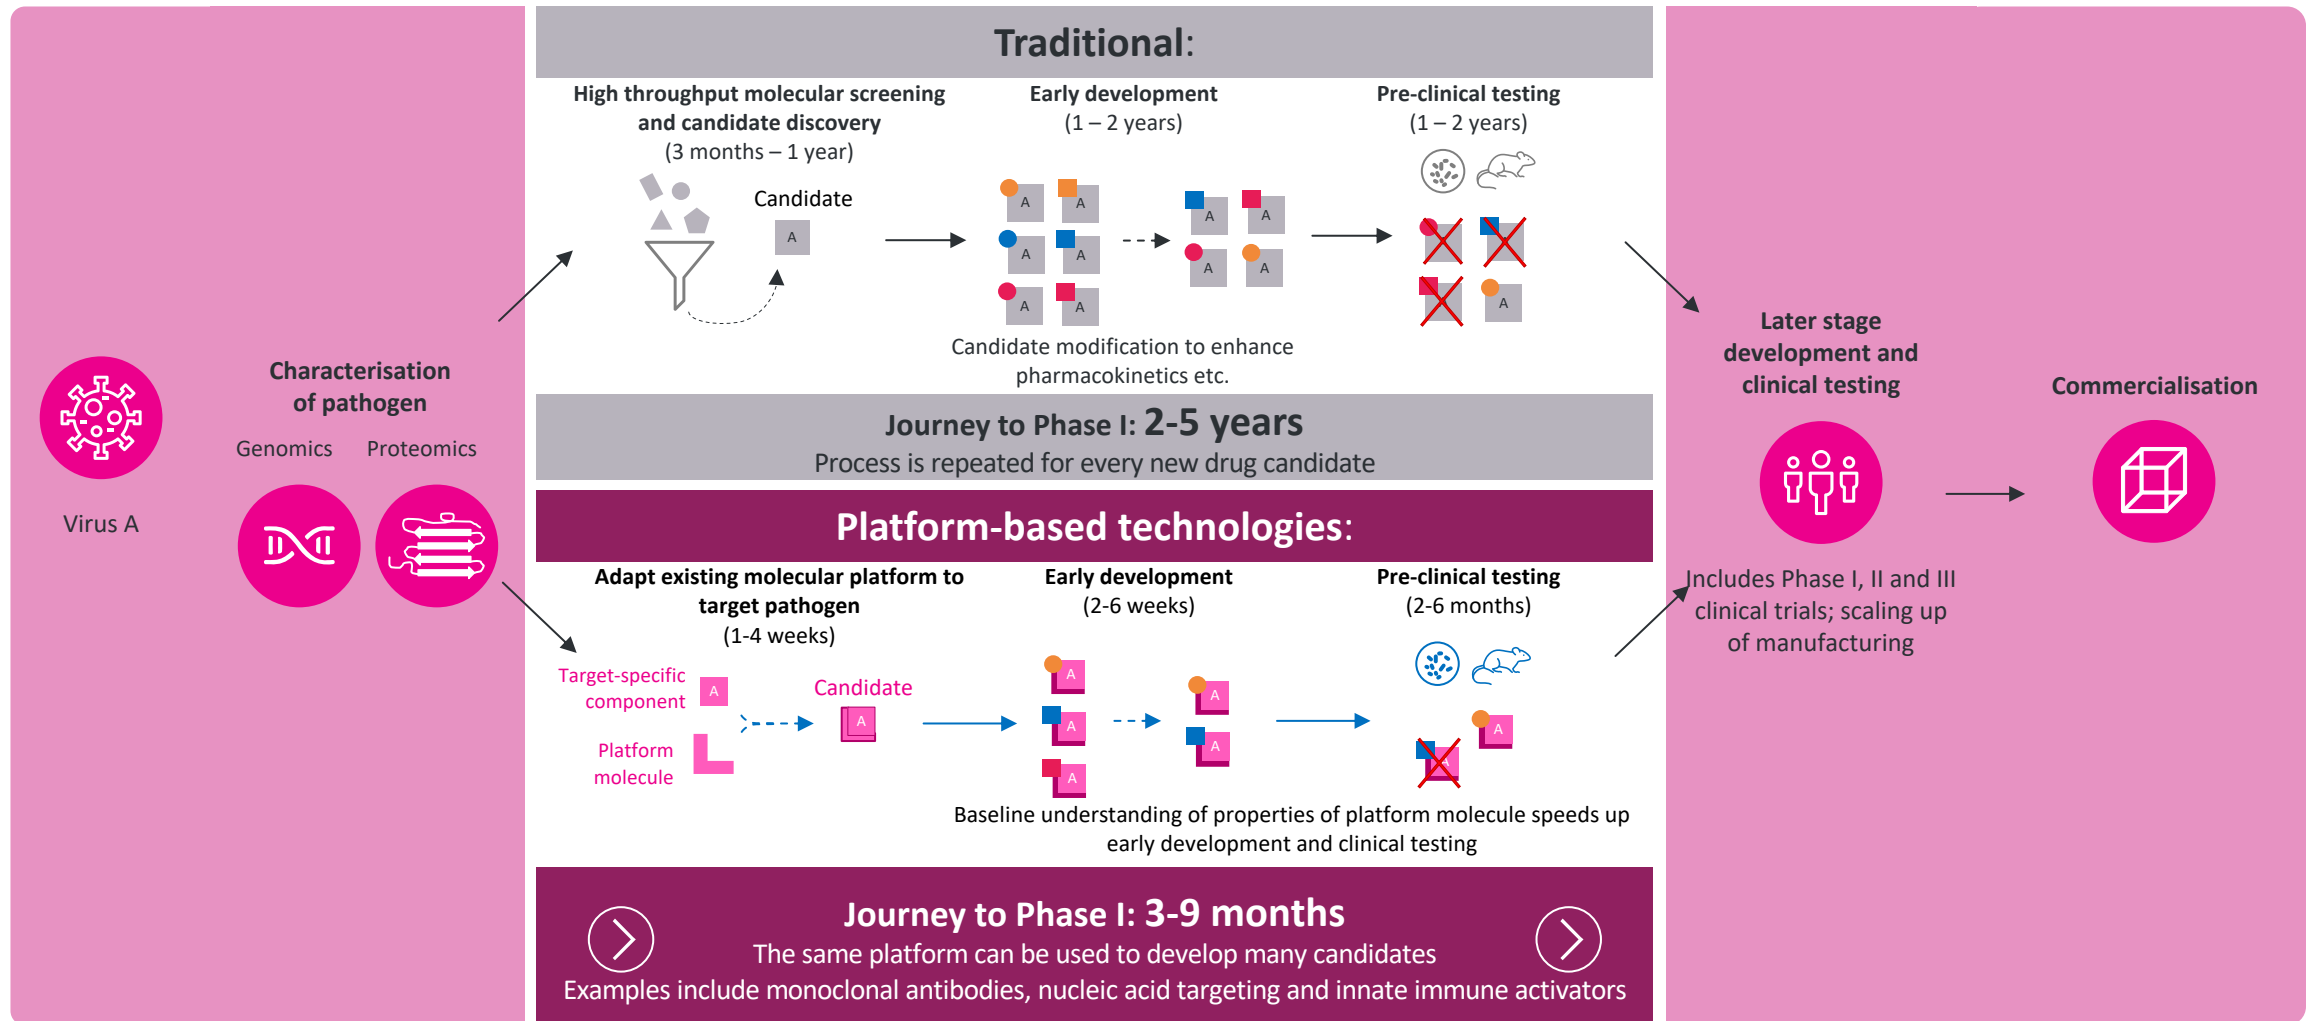 Virus A
Characterisation
of pathogen
Genomics
Proteomics
Traditional:
High throughput molecular screening
and candidate discovery
(3 months – 1 year)
Candidate
A
Early development
(1 – 2 years)
A
A
A
A
A
A
A
A
A
A
Candidate modification to enhance
pharmacokinetics etc.
Pre-clinical testing
(1 – 2 years)
A
Journey to Phase I: 2-5 years
Process is repeated for every new drug candidate
Platform-based technologies:
Adapt existing molecular platform to
target pathogen
(1-4 weeks)
Target-specific
component
A
Platform
molecule
Candidate
A
Early development
(2-6 weeks)
A
A
A
A
A
Pre-clinical testing
(2-6 months)
A
A
Baseline understanding of properties of platform molecule speeds up
early development and clinical testing
Journey to Phase I: 3-9 months
The same platform can be used to develop many candidates
Examples include monoclonal antibodies, nucleic acid targeting and innate immune activators
Later stage
development and
clinical testing
Includes Phase I, II and III
clinical trials; scaling up
of manufacturing
Commercialisation